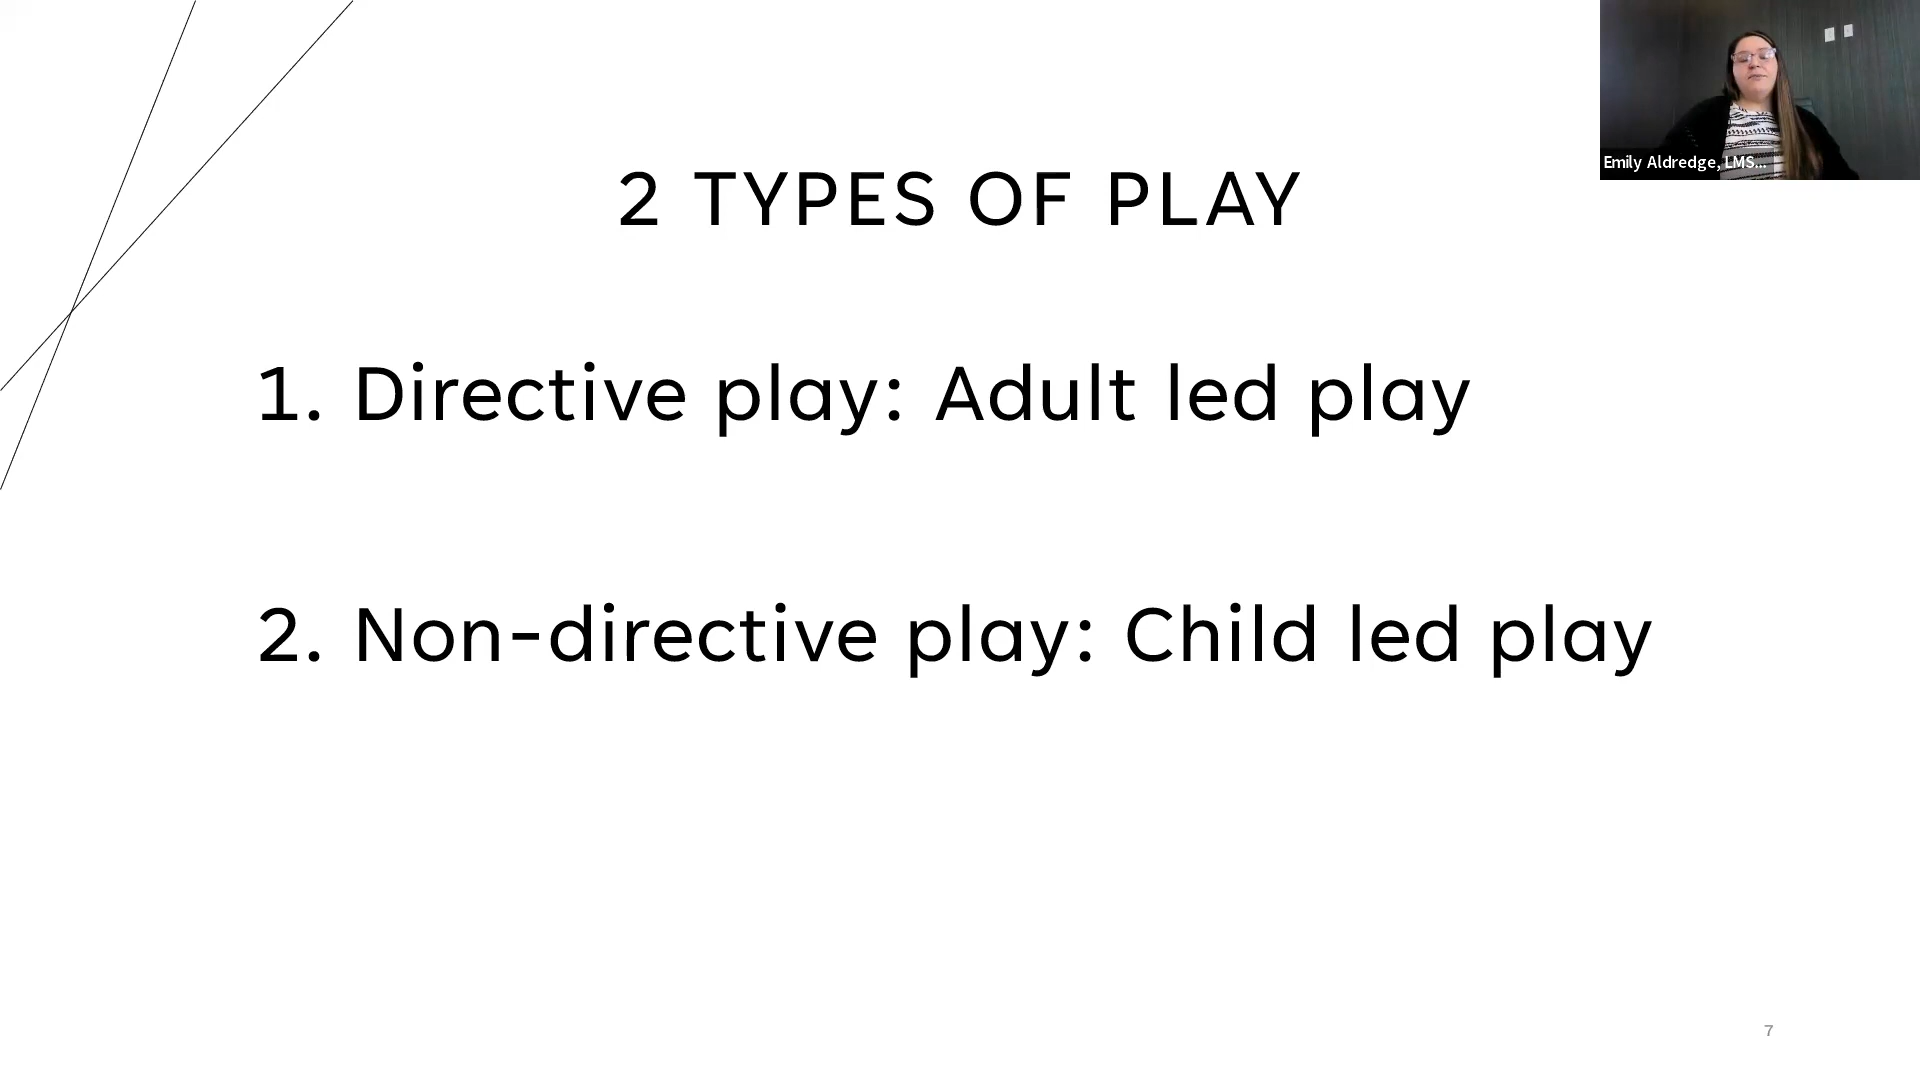 Emily Aldredge, LMS...
2 TYPES OF PLAY
1. Directive play: Adult led play
2. Non-directive play: Child led play
7